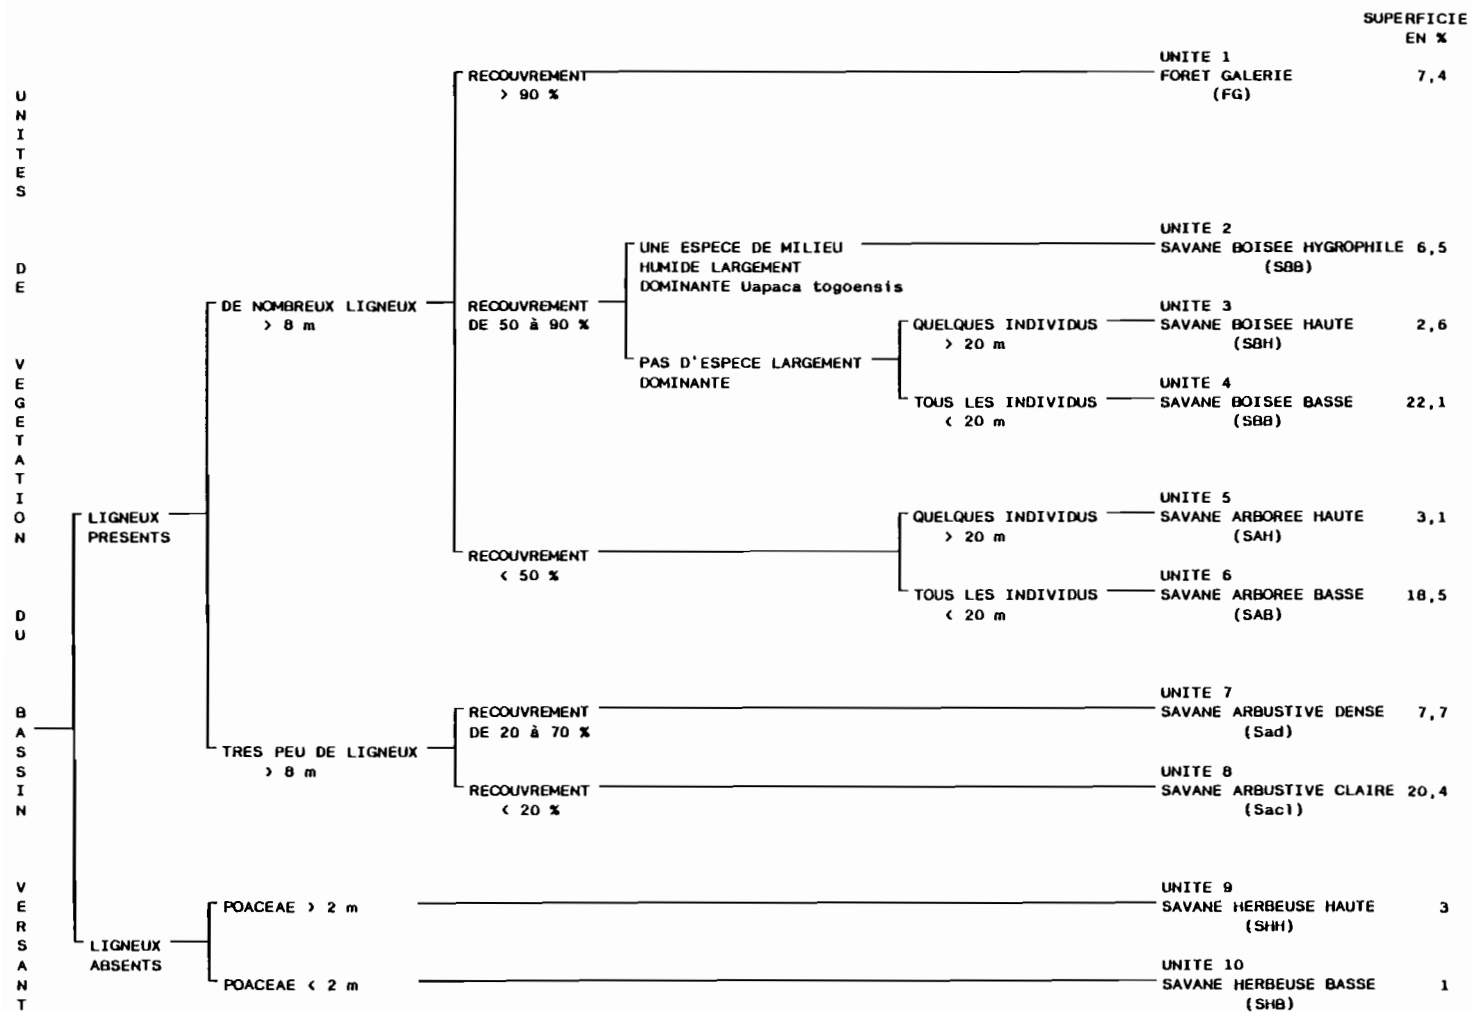 SUPERFICIE
EN %
UNITES DE VEGETATION DU BASSIN VERSANT
UNITE 1
RECOUVREMENT FORET GALERIE 7,4
> 90 % (FG)
UNITE 2
UNE ESPECE DE MILIEU SAVANE BOISEE HYGROPHILE 6,5
HUMIDE LARGEMENT (SBB)
DOMINANTE Uapaca togoensis
DE NOMBREUX LIGNEUX RECOUVREMENT UNITE 3
> 8 m DE 50 à 90 % QUELQUES INDIVIDUS SAVANE BOISEE HAUTE 2,6
> 20 m (SBH)
PAS D'ESPECE LARGEMENT
DOMINANTE UNITE 4
TOUS LES INDIVIDUS SAVANE BOISEE BASSE 22,1
< 20 m (SBB)
UNITE 5
LIGNEUX QUELQUES INDIVIDUS SAVANE ARBOREE HAUTE 3,1
PRESENTS > 20 m (SAH)
RECOUVREMENT
< 50 % UNITE 6
TOUS LES INDIVIDUS SAVANE ARBOREE BASSE 18,5
< 20 m (SAB)
UNITE 7
RECOUVREMENT SAVANE ARBUSTIVE DENSE 7,7
DE 20 à 70 % (Sad)
TRES PEU DE LIGNEUX
> 8 m UNITE 8
RECOUVREMENT SAVANE ARBUSTIVE CLAIRE 20,4
< 20 % (Sacl)
UNITE 9
POACEAE > 2 m SAVANE HERBEUSE HAUTE 3
(SHH)
LIGNEUX
ABSENTS UNITE 10
POACEAE < 2 m SAVANE HERBEUSE BASSE 1
(SHB)